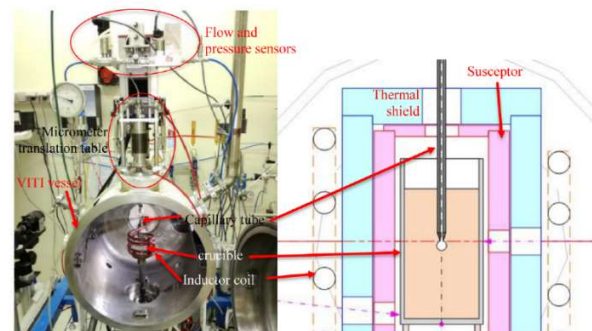 Flow and
pressure sensors
Susceptor
Thermal
shield
Micrometer
translation table
VITI vessel
Capillary tube
crucible
Inductor coil